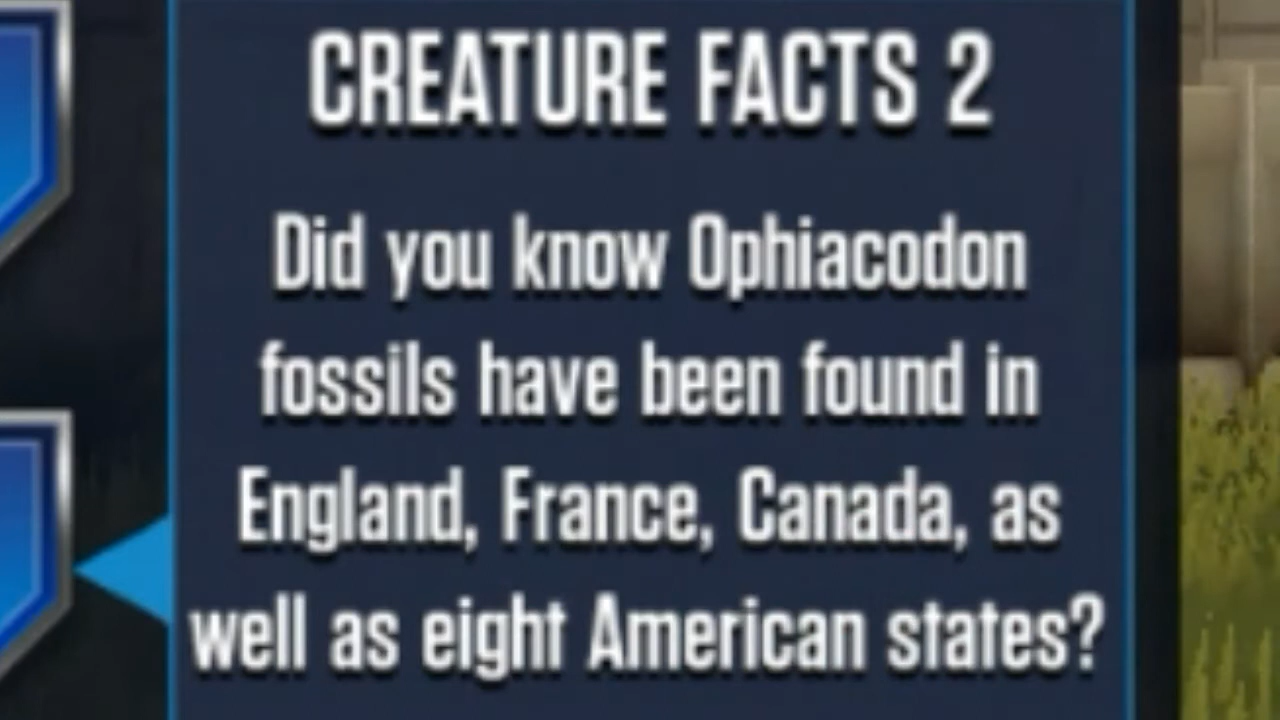 CREATURE FACTS 2
Did you know Ophiacodon
fossils have been found in
England, France, Canada, as
well as eight American states?